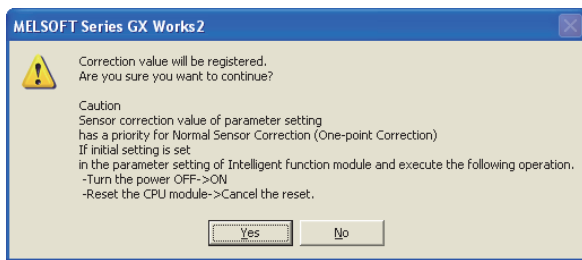 MELSOFT Series GX Works2
Correction value will be registered.
Are you sure you want to continue?
Caution
Sensor correction value of parameter setting
has a priority for Normal Sensor Correction (One-point Correction)
If initial setting is set
in the parameter setting of Intelligent function module and execute the following operation.
-Turn the power OFF->ON
-Reset the CPU module->Cancel the reset.
Yes No